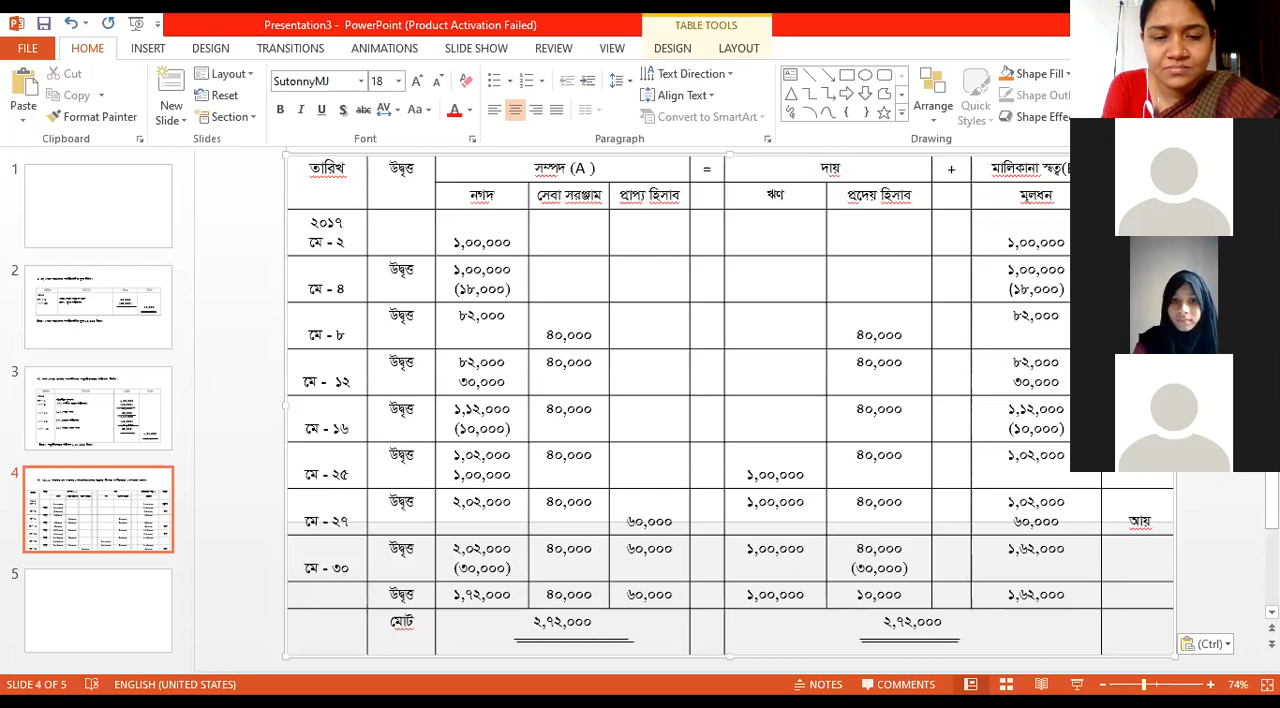 Presentation3 - PowerPoint (Product Activation Failed)
TABLE TOOLS
FILE HOME INSERT DESIGN TRANSITIONS ANIMATIONS SLIDE SHOW REVIEW VIEW DESIGN LAYOUT
Paste Cut Copy Format Painter
Clipboard
New Slide Layout Reset Section
Slides
SutonnyMJ 18
Font
Text Direction
Align Text
Convert to SmartArt
Paragraph
Arrange Quick Styles Shape Fill
Drawing
1
2
3
4
5
তারিখ উদ্বৃত্ত সম্পদ (A ) = দায় + মালিকানা স্বত্ব
নগদ সেবা সরঞ্জাম প্রাপ্য হিসাব ঋণ প্রদেয় হিসাব মূলধন
২০১৭
মে - ২ ১,০০,০০০ ১,০০,০০০
উদ্বৃত্ত ১,০০,০০০ ১,০০,০০০
মে - ৪ (১৮,০০০) (১৮,০০০)
উদ্বৃত্ত ৮২,০০০ ৮২,০০০
মে - ৮ ৪০,০০০ ৪০,০০০
উদ্বৃত্ত ৮২,০০০ ৪০,০০০ ৪০,০০০ ৮২,০০০
মে - ১২ ৩০,০০০ ৩০,০০০
উদ্বৃত্ত ১,১২,০০০ ৪০,০০০ ৪০,০০০ ১,১২,০০০
মে - ১৬ (১০,০০০) (১০,০০০)
উদ্বৃত্ত ১,০২,০০০ ৪০,০০০ ৪০,০০০ ১,০২,০০০
মে - ২৫ ১,০০,০০০ ১,০০,০০০
উদ্বৃত্ত ২,০২,০০০ ৪০,০০০ ১,০০,০০০ ৪০,০০০ ১,০২,০০০
মে - ২৭ ৬০,০০০ ৬০,০০০ আয়
উদ্বৃত্ত ২,০২,০০০ ৪০,০০০ ৬০,০০০ ১,০০,০০০ ৪০,০০০ ১,৬২,০০০
মে - ৩০ (৩০,০০০) (৩০,০০০)
উদ্বৃত্ত ১,৭২,০০০ ৪০,০০০ ৬০,০০০ ১,০০,০০০ ১০,০০০ ১,৬২,০০০
মোট ২,৭২,০০০ ২,৭২,০০০
(Ctrl)
SLIDE 4 OF 5 ENGLISH (UNITED STATES) NOTES COMMENTS 74%